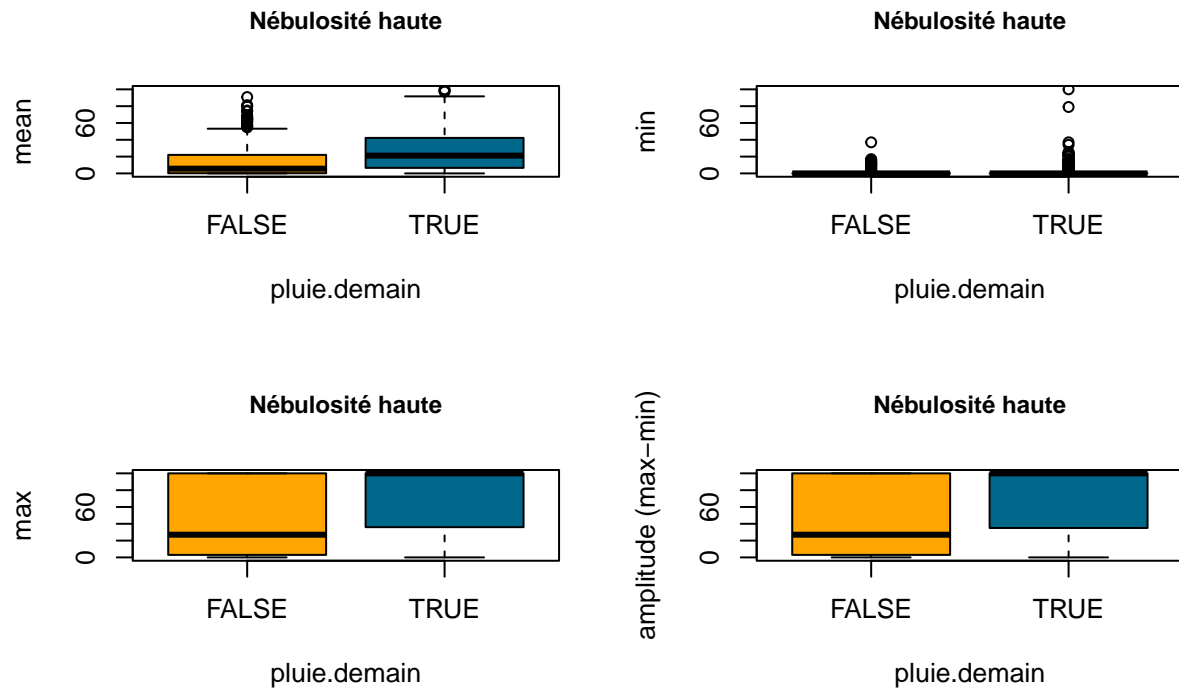 Nébulosité haute
mean
60
0
FALSE TRUE
pluie.demain
Nébulosité haute
min
60
0
FALSE TRUE
pluie.demain
Nébulosité haute
max
60
0
FALSE TRUE
pluie.demain
Nébulosité haute
amplitude (max−min)
60
0
FALSE TRUE
pluie.demain